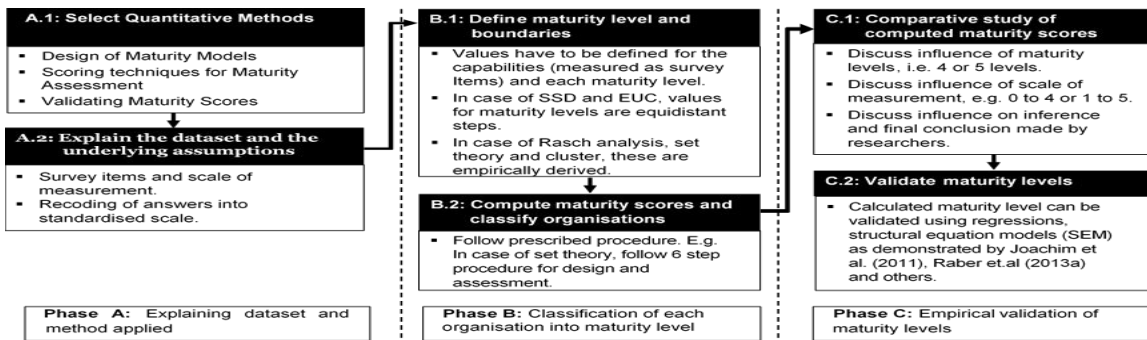 A.1: Select Quantitative Methods
▪ Design of Maturity Models
▪ Scoring techniques for Maturity
Assessment
▪ Validating Maturity Scores
A.2: Explain the dataset and the
underlying assumptions
▪ Survey items and scale of
measurement.
▪ Recoding of answers into
standardised scale.
Phase A: Explaining dataset and
method applied
B.1: Define maturity level and
boundaries
▪ Values have to be defined for the
capabilities (measured as survey
Items) and each maturity level.
▪ In case of SSD and EUC, values
for maturity levels are equidistant
steps.
▪ In case of Rasch analysis, set
theory and cluster, these are
empirically derived.
B.2: Compute maturity scores and
classify organisations
▪ Follow prescribed procedure. E.g.
In case of set theory, follow 6 step
procedure for design and
assessment.
Phase B: Classification of each
organisation into maturity level
C.1: Comparative study of
computed maturity scores
▪ Discuss influence of maturity
levels, i.e. 4 or 5 levels.
▪ Discuss influence of scale of
measurement, e.g. 0 to 4 or 1 to 5.
▪ Discuss influence on inference
and final conclusion made by
researchers.
C.2: Validate maturity levels
▪ Calculated maturity level can be
validated using regressions,
structural equation models (SEM)
as demonstrated by Joachim et
al. (2011), Raber et.al (2013a)
and others.
Phase C: Empirical validation of
maturity levels